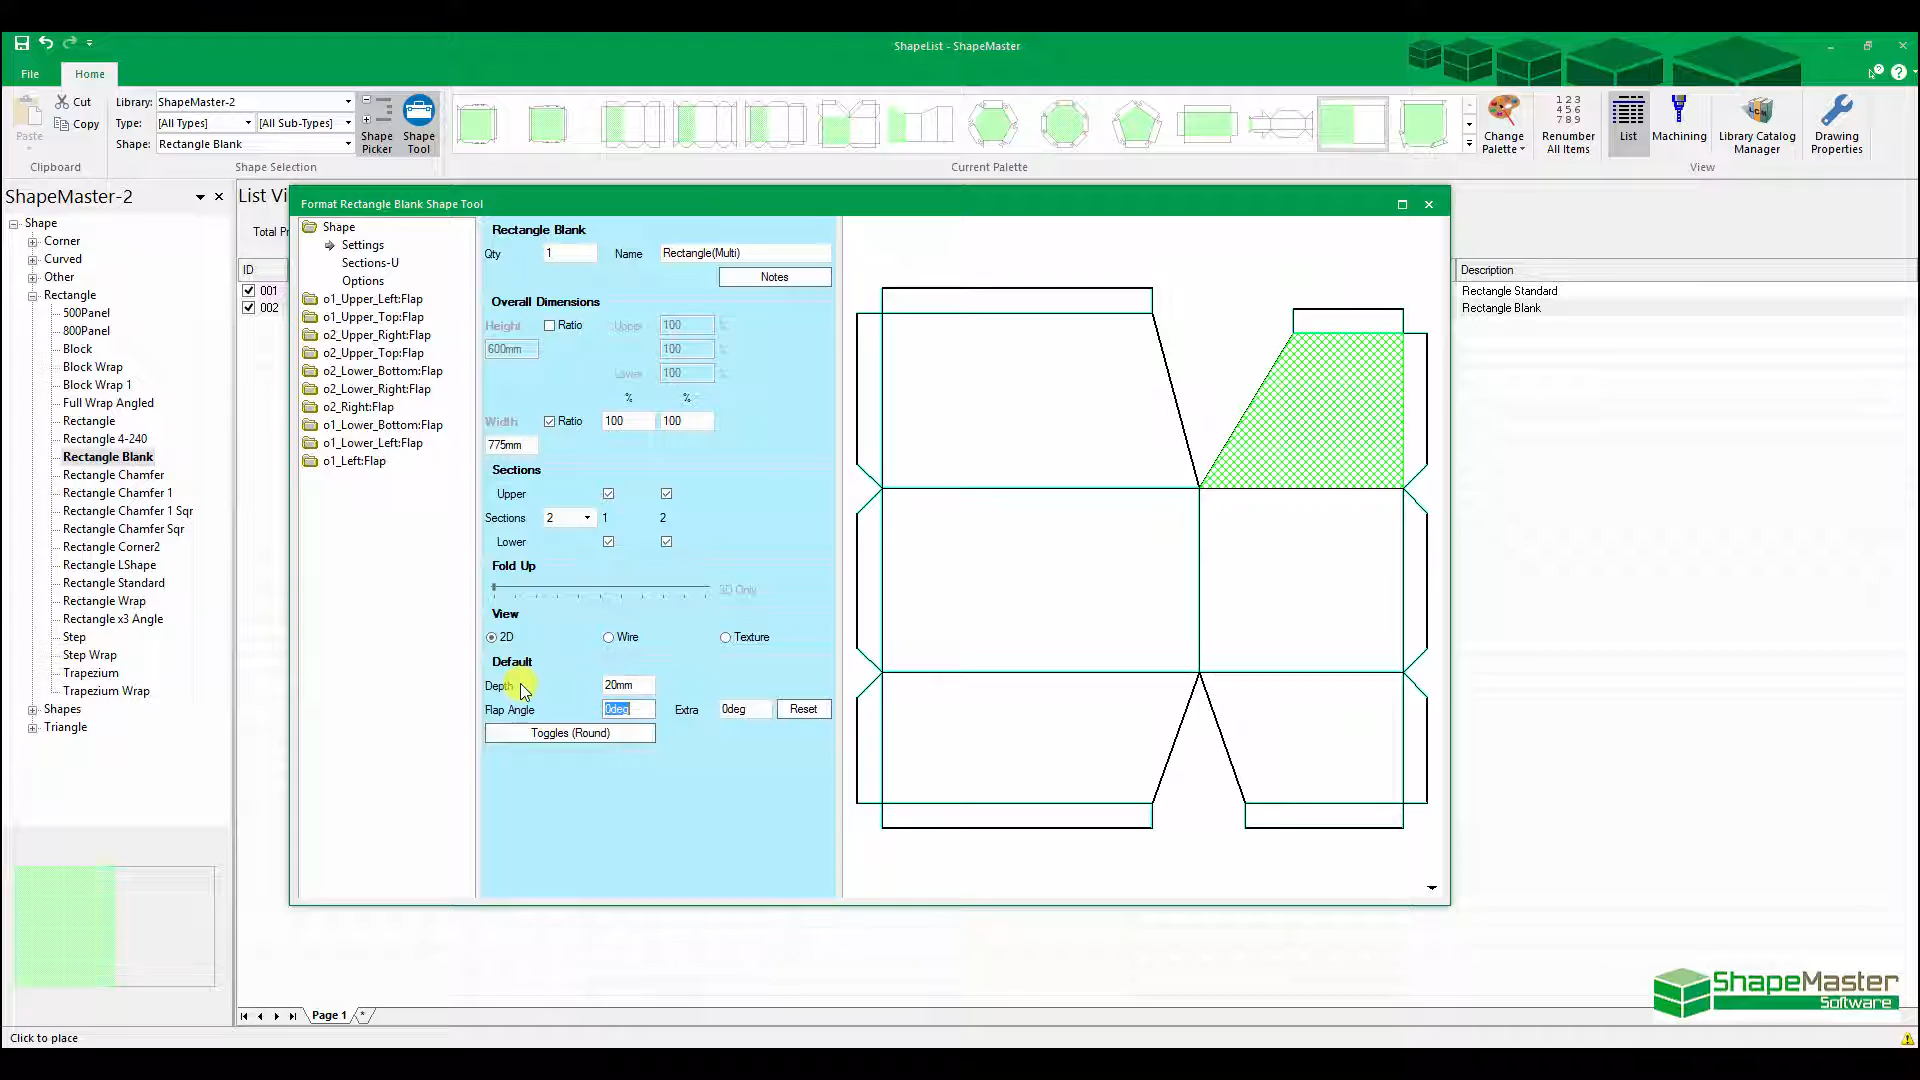 ShapeList - ShapeMaster
File
Home
Paste
Cut
Copy
Clipboard
Library: ShapeMaster-2
Type: [All Types] [All Sub-Types]
Shape: Rectangle Blank
Shape Picker
Shape Tool
Shape Selection
Current Palette
Change Palette
1 2 3
4 5 6
7 8 9
Renumber All Items
List
Machining
Library Catalog Manager
Drawing Properties
View
ShapeMaster-2
Shape
Corner
Curved
Other
Rectangle
500Panel
800Panel
Block
Block Wrap
Block Wrap 1
Full Wrap Angled
Rectangle
Rectangle 4-240
Rectangle Blank
Rectangle Chamfer
Rectangle Chamfer 1
Rectangle Chamfer 1 Sqr
Rectangle Chamfer Sqr
Rectangle Corner2
Rectangle LShape
Rectangle Standard
Rectangle Wrap
Rectangle x3 Angle
Step
Step Wrap
Trapezium
Trapezium Wrap
Shapes
Triangle
List Vi
Total Pr
ID
001
002
Format Rectangle Blank Shape Tool
Shape
Settings
Sections-U
Options
o1_Upper_Left:Flap
o1_Upper_Top:Flap
o2_Upper_Right:Flap
o2_Upper_Top:Flap
o2_Lower_Bottom:Flap
o2_Lower_Right:Flap
o2_Right:Flap
o1_Lower_Bottom:Flap
o1_Lower_Left:Flap
o1_Left:Flap
Rectangle Blank
Qty 1 Name Rectangle(Multi)
Notes
Overall Dimensions
Height Ratio Upper 100 %
600mm 100
Lower 100 %
% %
Width Ratio 100 100
775mm
Sections
Upper
Sections 2 1 2
Lower
Fold Up
3D Only
View
2D Wire Texture
Default
Depth 20mm
Flap Angle 0deg Extra 0deg Reset
Toggles (Round)
Description
Rectangle Standard
Rectangle Blank
ShapeMaster
Software
Page 1
*
Click to place